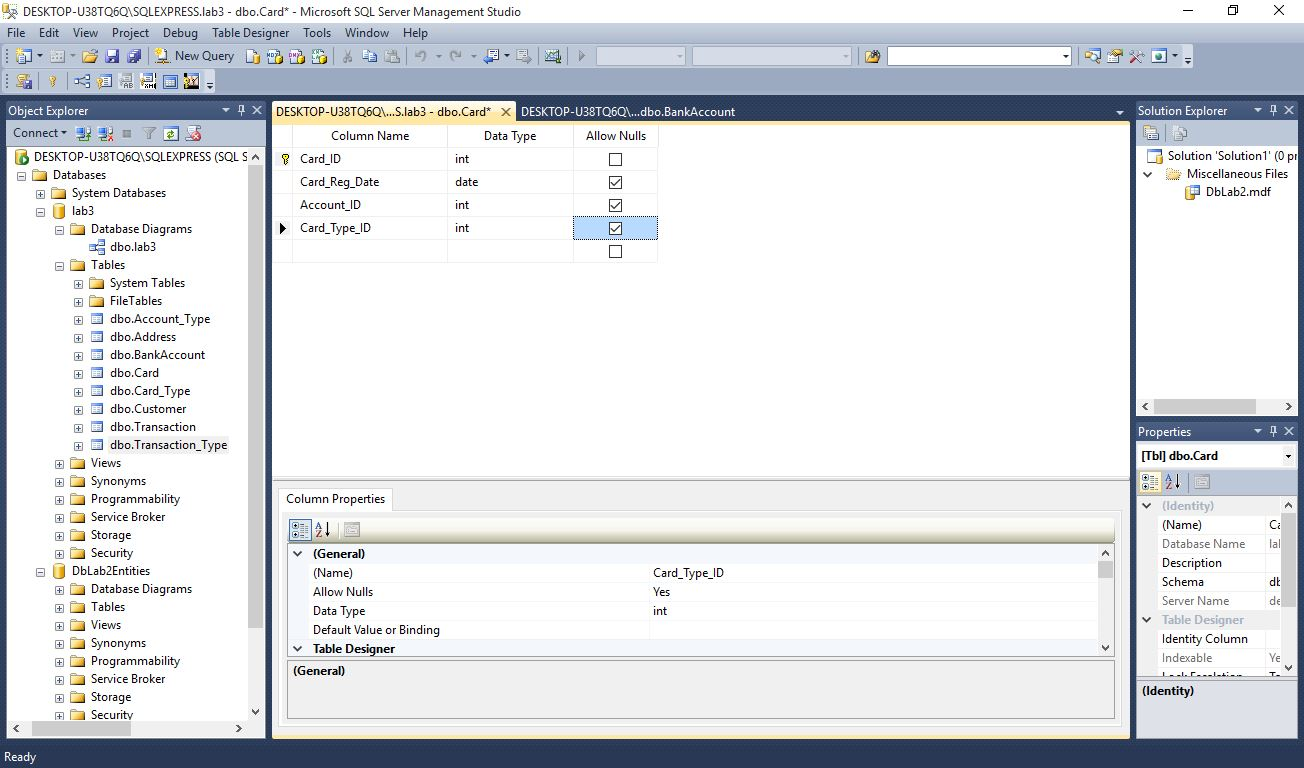 DESKTOP-U38TQ6Q\SQLEXPRESS.lab3 - dbo.Card* - Microsoft SQL Server Management Studio
File Edit View Project Debug Table Designer Tools Window Help
New Query
Object Explorer
Connect
DESKTOP-U38TQ6Q\SQLEXPRESS (SQL S
Databases
System Databases
lab3
Database Diagrams
dbo.lab3
Tables
System Tables
FileTables
dbo.Account_Type
dbo.Address
dbo.BankAccount
dbo.Card
dbo.Card_Type
dbo.Customer
dbo.Transaction
dbo.Transaction_Type
Views
Synonyms
Programmability
Service Broker
Storage
Security
DbLab2Entities
Database Diagrams
Tables
Views
Synonyms
Programmability
Service Broker
Storage
Security
DESKTOP-U38TQ6Q\...S.lab3 - dbo.Card* DESKTOP-U38TQ6Q\...dbo.BankAccount
Column Name Data Type Allow Nulls
Card_ID int
Card_Reg_Date date
Account_ID int
Card_Type_ID int
Column Properties
(General)
(Name) Card_Type_ID
Allow Nulls Yes
Data Type int
Default Value or Binding
Table Designer
(General)
Solution Explorer
Solution 'Solution1' (0 pr
Miscellaneous Files
DbLab2.mdf
Properties
[Tbl] dbo.Card
(Identity)
(Name) Ca
Database Name lal
Description
Schema db
Server Name de
Table Designer
Identity Column
Indexable Ye
(Identity)
Ready